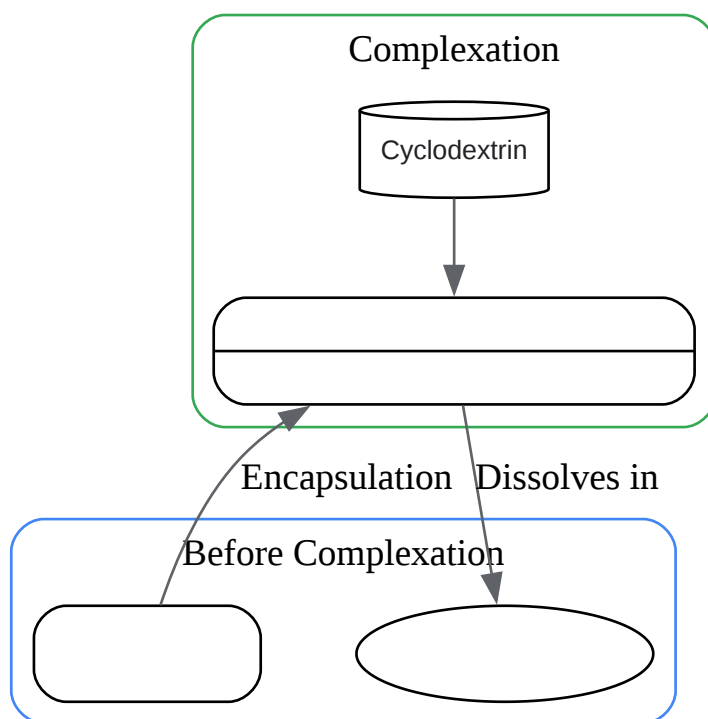 Complexation
Cyclodextrin
Encapsulation
Dissolves in
Before Complexation